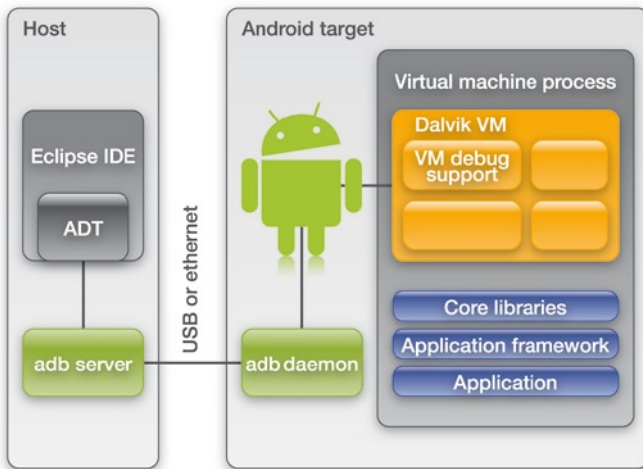 Host
Eclipse IDE
ADT
adb server
USB or ethernet
Android target
adb daemon
Virtual machine process
Dalvik VM
VM debug
support
Core libraries
Application framework
Application